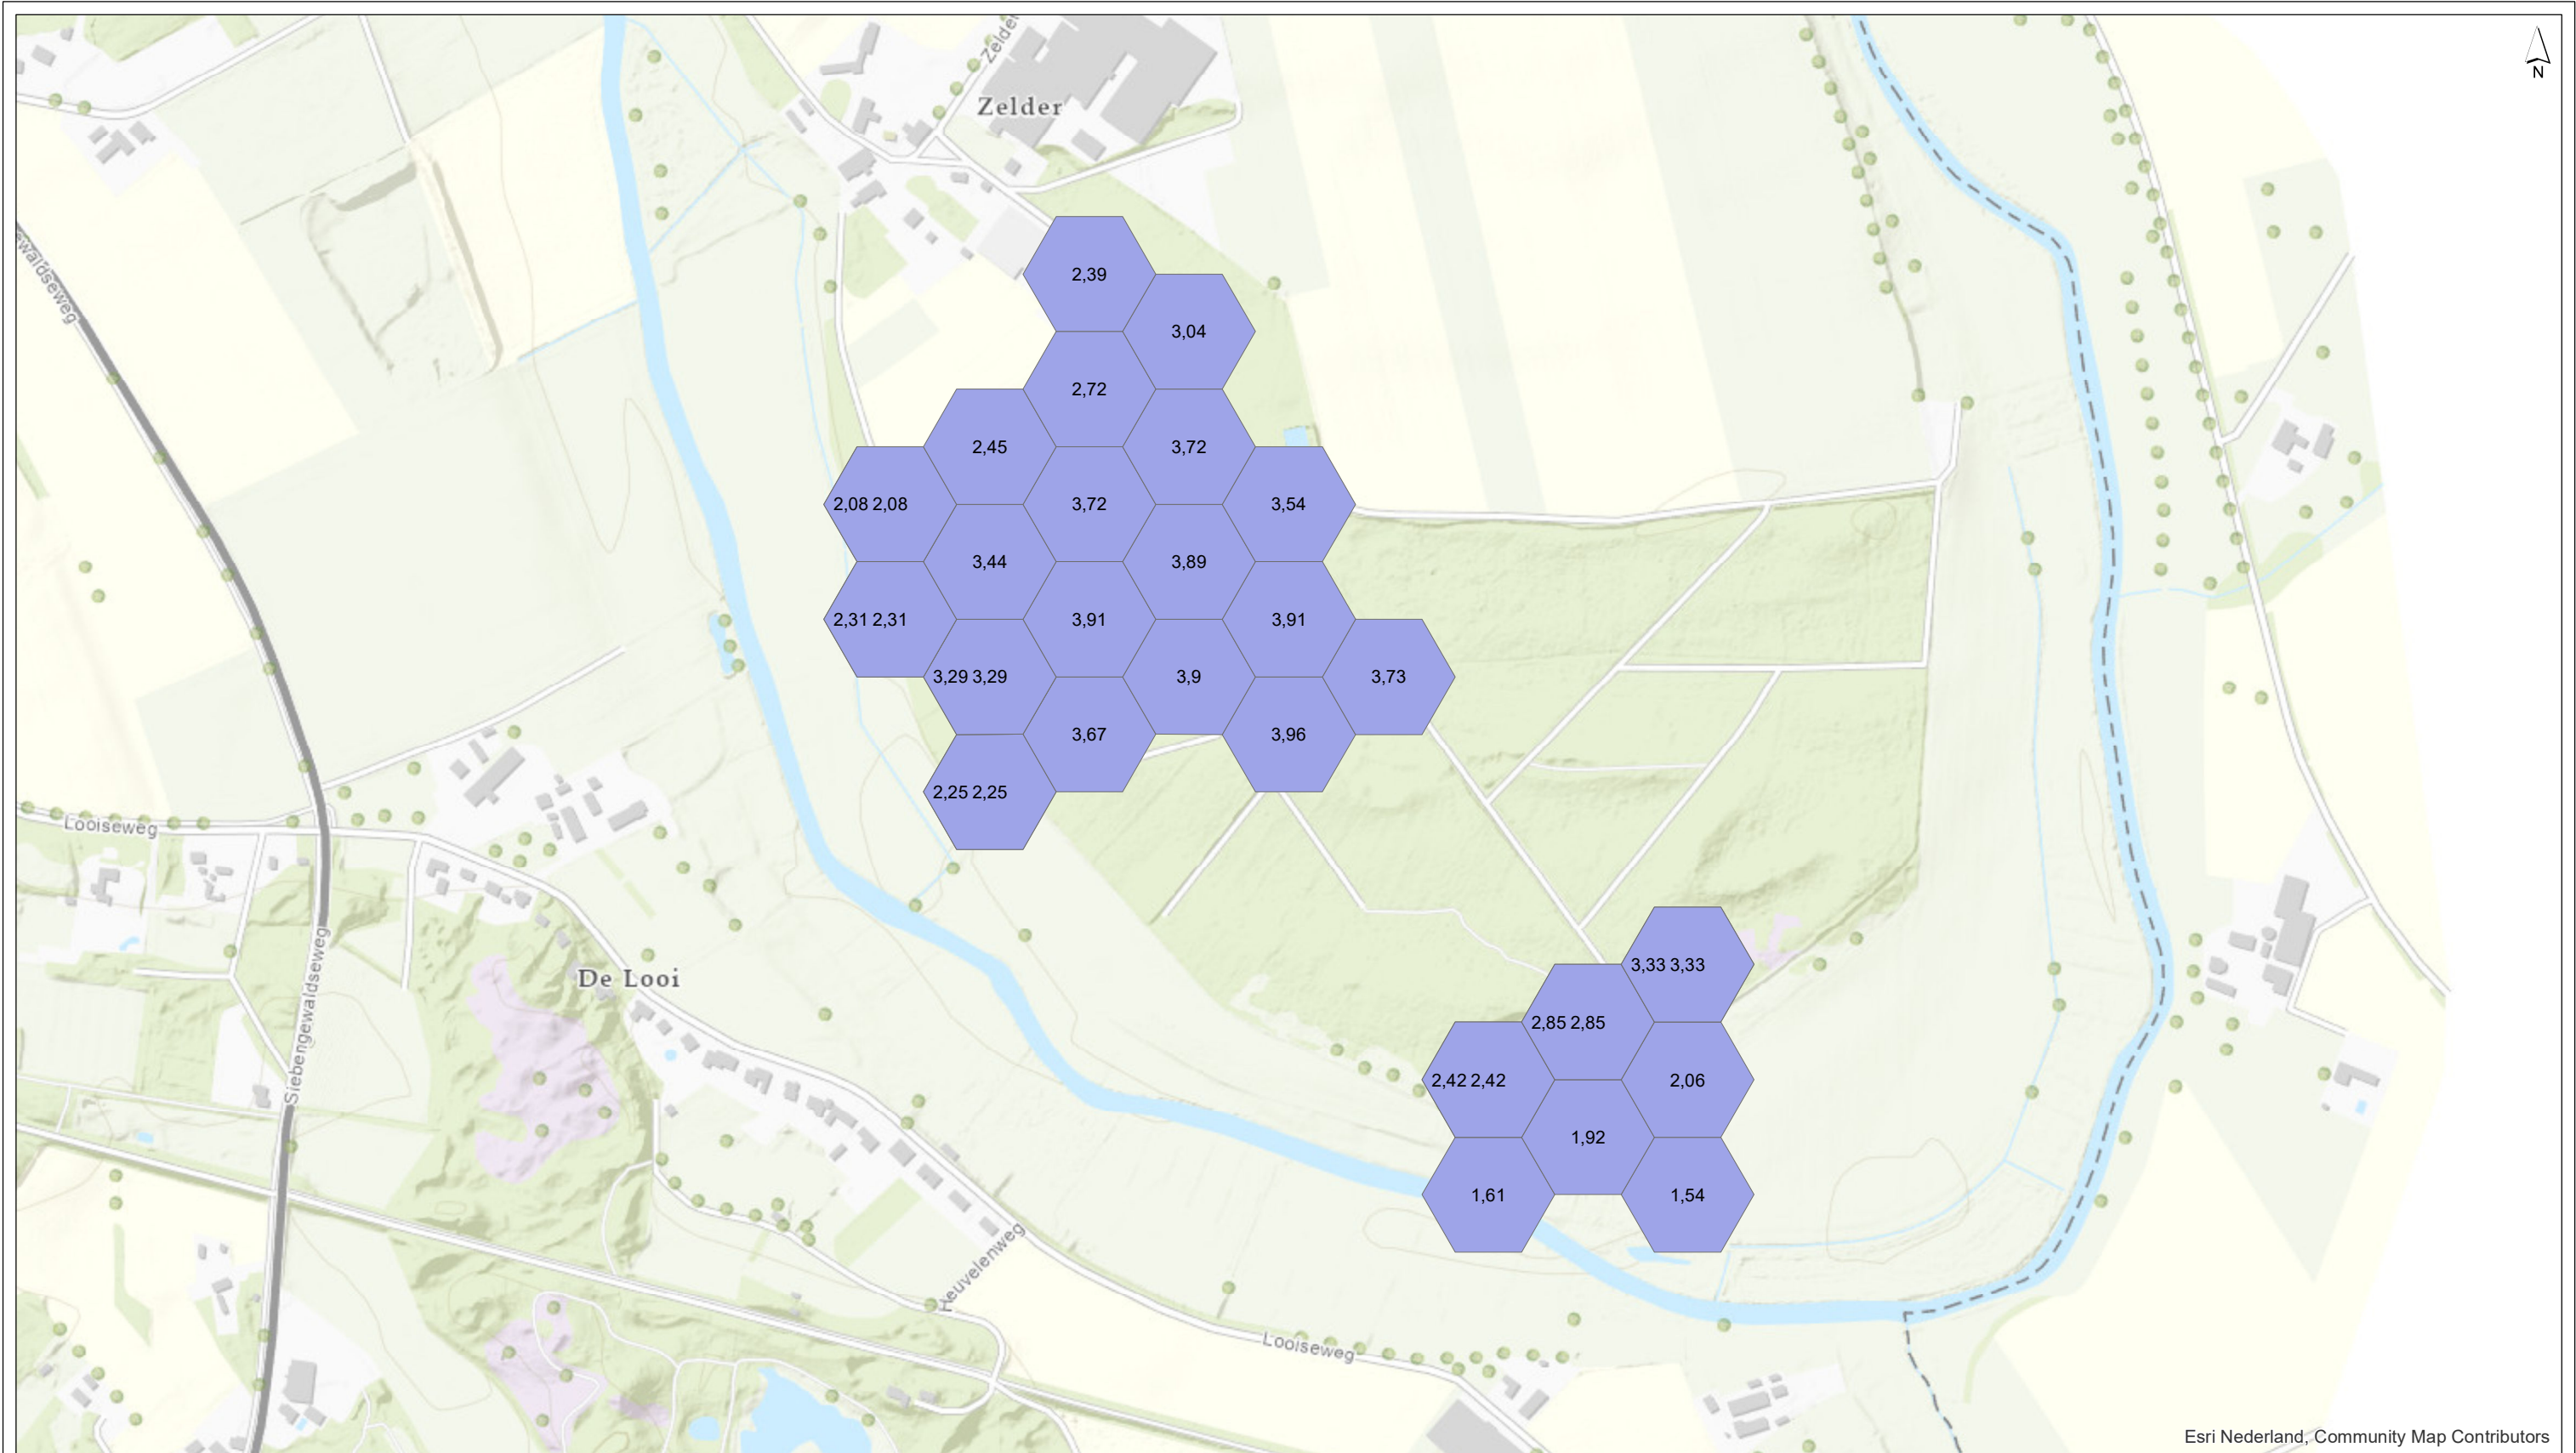 Zelder
N
Zelder
2,39
3,04
ewaldseweg
2,72
2,45
3,72
2,08 2,08
3,72
3,54
3,44
3,89
2,31 2,31
3,91
3,91
3,29 3,29
3,9
3,73
3,67
3,96
2,25 2,25
Looiseweg
3,33 3,33
De Looi
Siebengewaldseweg
2,85 2,85
2,42 2,42
2,06
1,92
1,61
1,54
Heuvelenweg
Looiseweg
Esri Nederland, Community Map Contributors